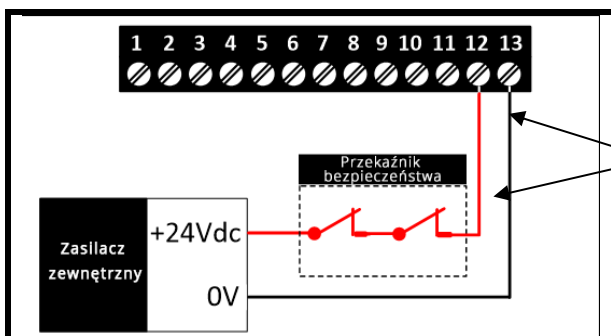 1 2 3 4 5 6 7 8 9 10 11 12 13
Przekaźnik
bezpieczeństwa
Zasilacz
zewnętrzny
+24Vdc
0V